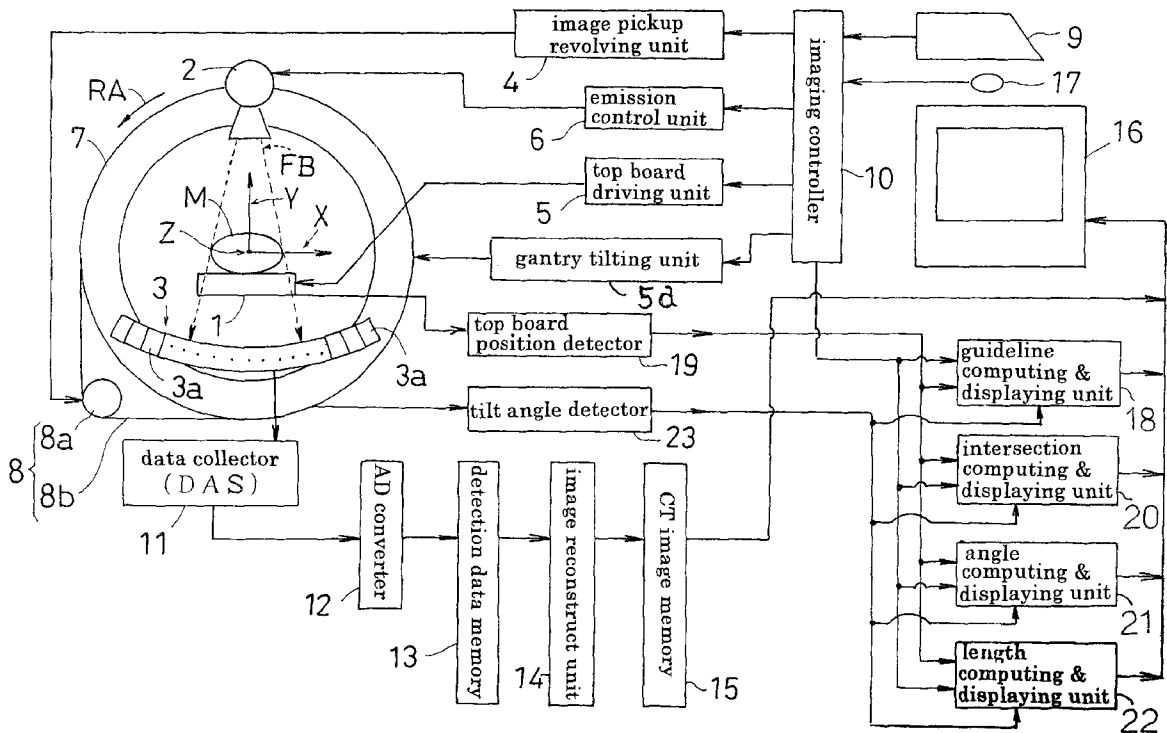 image pickup
revolving unit
4
9
17
2
RA
7
emission
control unit
6
imaging controller
10
16
FB
M
Y
X
Z
top board
driving unit
5
gantry tilting unit
5d
3
1
3a
3a
top board
position detector
19
guideline
computing &
displaying unit
18
8a
8
8b
tilt angle detector
23
data collector
(DAS)
11
AD converter
12
detection data memory
13
image reconstruct unit
14
CT image memory
15
intersection
computing &
displaying unit
20
angle
computing &
displaying unit
21
length
computing &
displaying unit
22